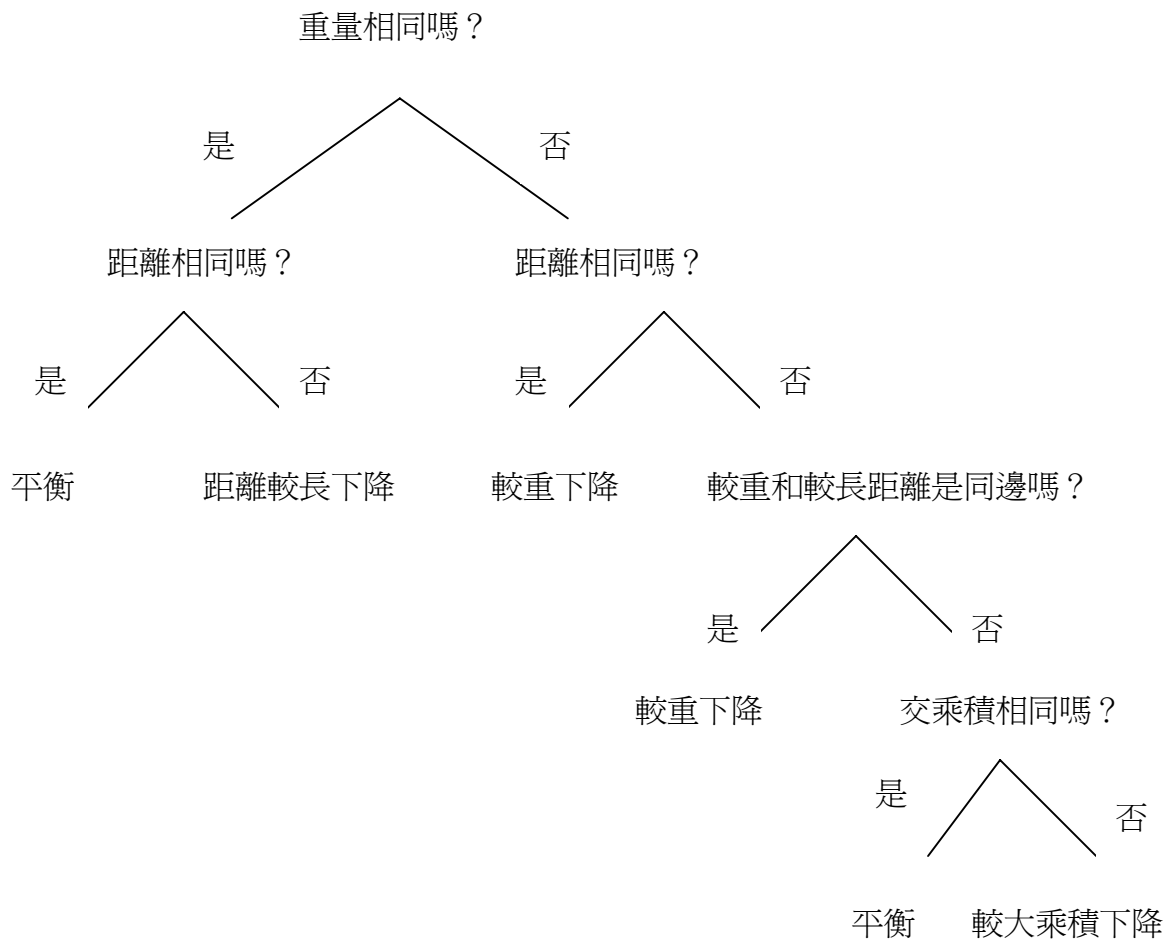 重量相同嗎？
是
否
距離相同嗎？
距離相同嗎？
是
否
是
否
平衡
距離較長下降
較重下降
較重和較長距離是同邊嗎？
是
否
較重下降
交乘積相同嗎？
是
否
平衡
較大乘積下降